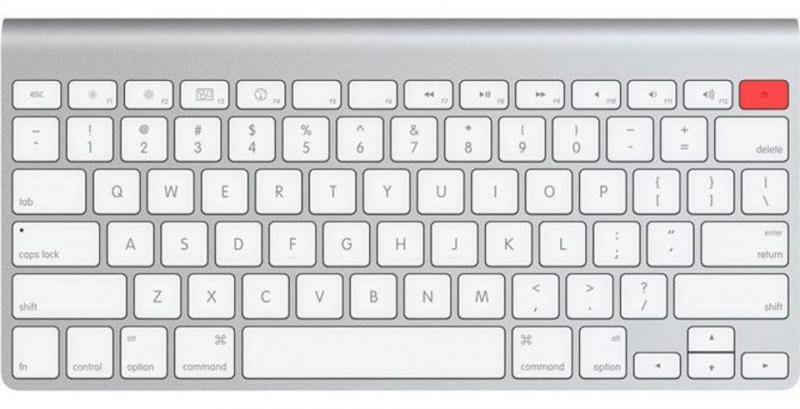 esc F1 F2 F3 F4 F5 F6 F7 F8 F9 F10 F11 F12
~ ! @ # $ % ^ & * ( ) _ +
` 1 2 3 4 5 6 7 8 9 0 - = delete
tab Q W E R T Y U I O P { [ } ] | \
caps lock A S D F G H J K L : ; " ' enter return
shift Z X C V B N M < , > . ? / shift
fn control alt option ⌘ command ⌘ command alt option